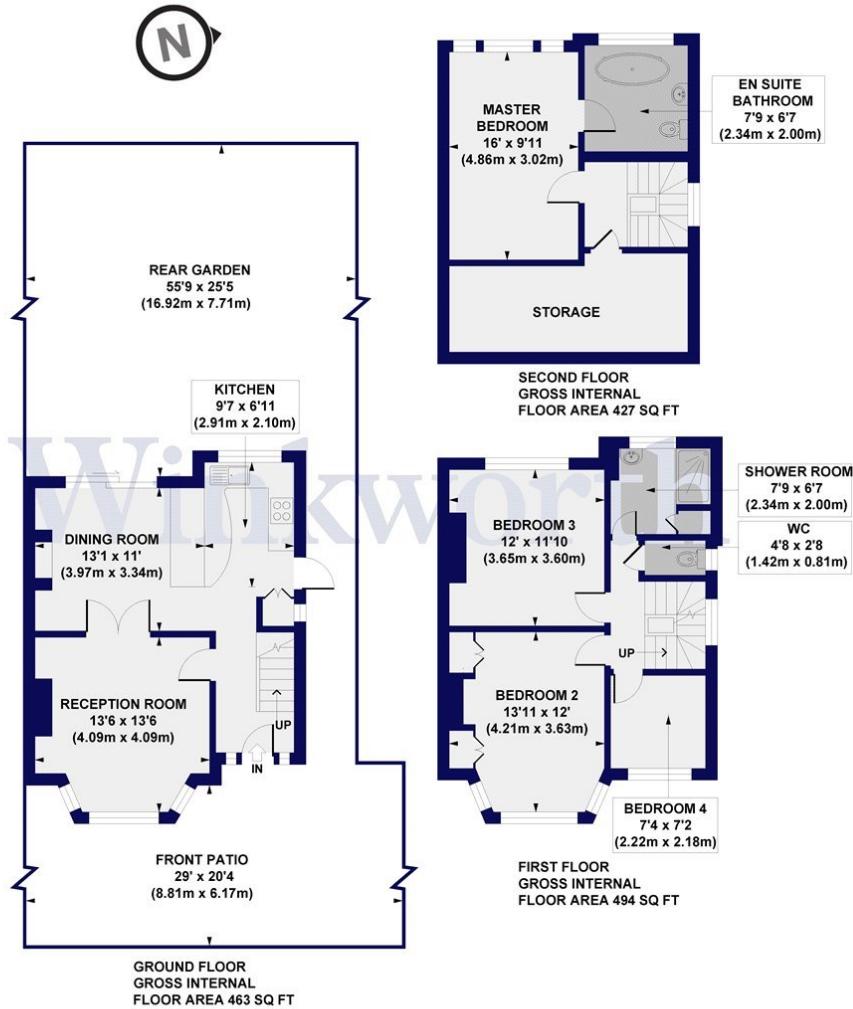 N
EN SUITE
BATHROOM
7'9 x 6'7
(2.34m x 2.00m)
MASTER
BEDROOM
16' x 9'11
(4.86m x 3.02m)
STORAGE
SECOND FLOOR
GROSS INTERNAL
FLOOR AREA 427 SQ FT
REAR GARDEN
55'9 x 25'5
(16.92m x 7.71m)
KITCHEN
9'7 x 6'11
(2.91m x 2.10m)
Winkworth
DINING ROOM
13'1 x 11'
(3.97m x 3.34m)
RECEPTION ROOM
13'6 x 13'6
(4.09m x 4.09m)
UP
IN
FRONT PATIO
29' x 20'4
(8.81m x 6.17m)
GROUND FLOOR
GROSS INTERNAL
FLOOR AREA 463 SQ FT
SHOWER ROOM
7'9 x 6'7
(2.34m x 2.00m)
WC
4'8 x 2'8
(1.42m x 0.81m)
BEDROOM 3
12' x 11'10
(3.65m x 3.60m)
UP
BEDROOM 2
13'11 x 12'
(4.21m x 3.63m)
BEDROOM 4
7'4 x 7'2
(2.22m x 2.18m)
FIRST FLOOR
GROSS INTERNAL
FLOOR AREA 494 SQ FT